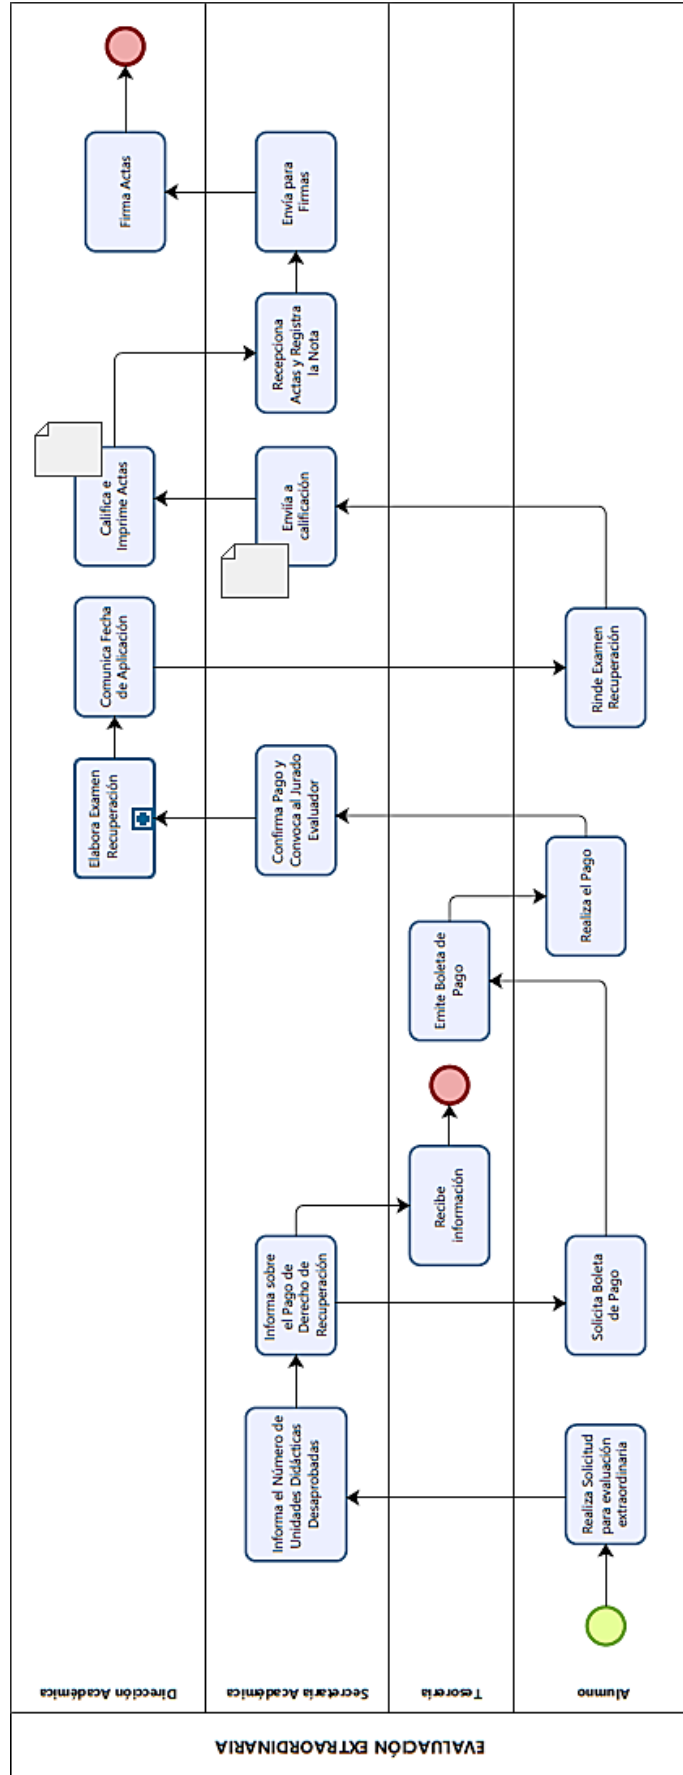 EVALUACIÓN EXTRAORDINARIA
Dirección Académica
Elabora Examen
Recuperación
Comunica Fecha
de Aplicación
Califica e
Imprime Actas
Firma Actas
Secretaria Académica
Informa el Número de
Unidades Didácticas
Desaprobadas
Informa sobre
el Pago de
Derecho de
Recuperación
Confirma Pago y
Convoca al Jurado
Evaluador
Envíia a
calificación
Recepciona
Actas y Registra
la Nota
Envía para
Firmas
Tesorería
Recibe
información
Emite Boleta de
Pago
Alumno
Realiza Solicitud
para evaluación
extraordinaria
Solicita Boleta
de Pago
Realiza el Pago
Rinde Examen
Recuperación